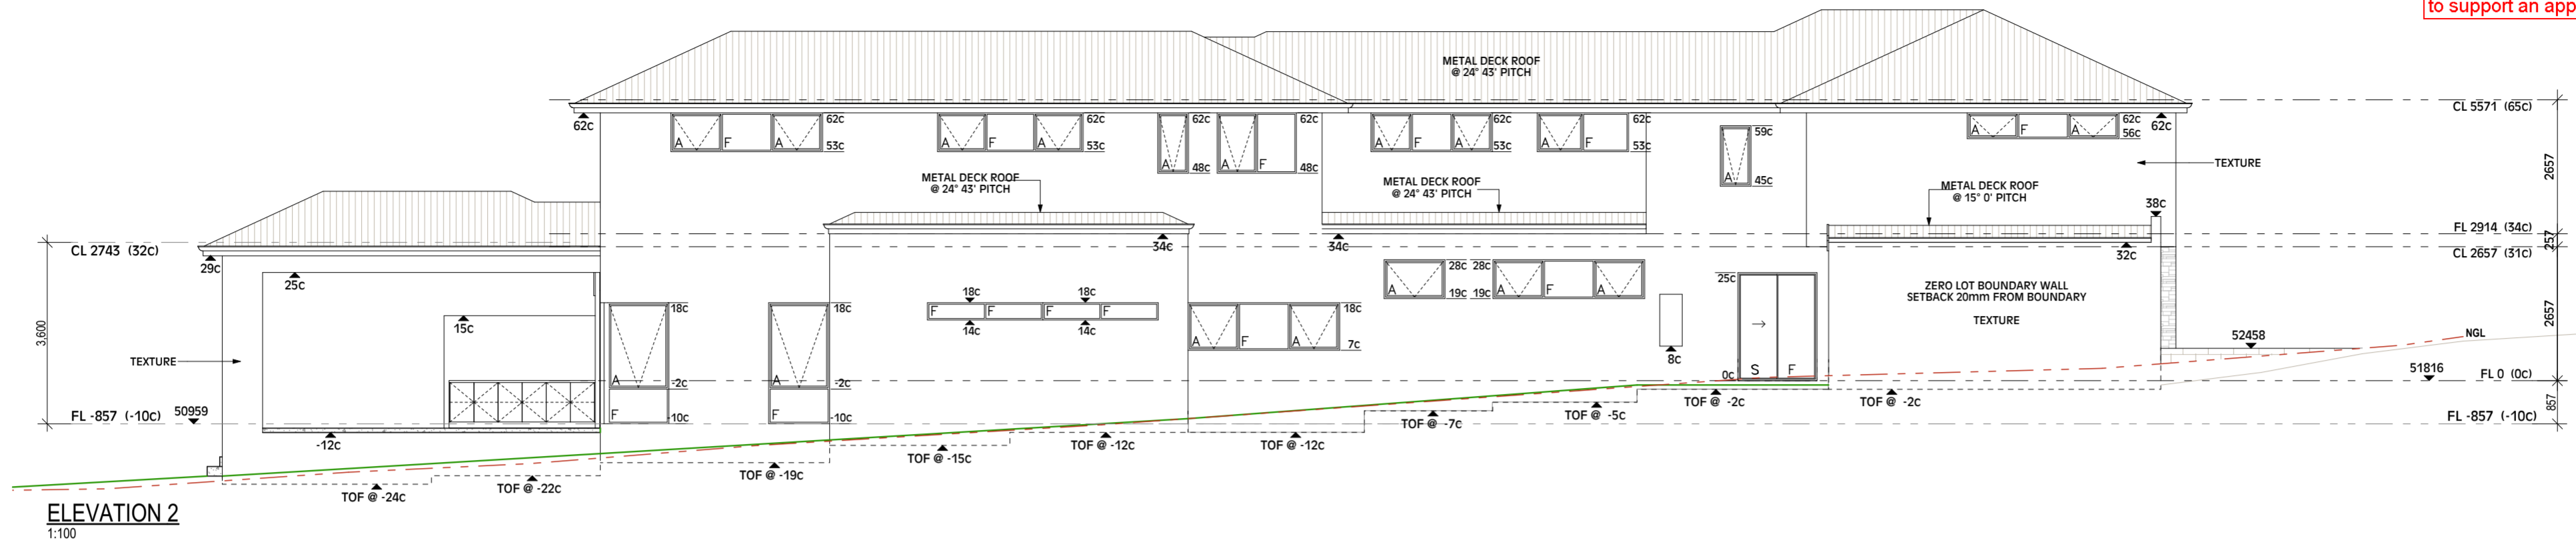 to support an app
METAL DECK ROOF
@ 24° 43' PITCH
CL 5571 (65c)
62c
A
F
A
62c
53c
A
F
A
62c
53c
A
62c
48c
A
F
62c
48c
A
F
A
62c
53c
A
F
62c
53c
A
59c
45c
A
F
A
62c
56c
62c
TEXTURE
2657
METAL DECK ROOF
@ 24° 43' PITCH
METAL DECK ROOF
@ 24° 43' PITCH
METAL DECK ROOF
@ 15° 0' PITCH
38c
FL 2914 (34c)
257
CL 2743 (32c)
34c
34c
32c
CL 2657 (31c)
29c
25c
28c
19c
A
28c
19c
A
F
A
25c
ZERO LOT BOUNDARY WALL
SETBACK 20mm FROM BOUNDARY
TEXTURE
2657
18c
18c
F
F
F
F
14c
14c
18c
18c
18c
15c
3,600
A
F
A
7c
8c
NGL
52458
TEXTURE
A
-2c
A
-2c
0c
S
F
51816
FL 0 (0c)
857
FL -857 (-10c)
50959
F
-10c
F
-10c
FL -857 (-10c)
-12c
TOF @ -24c
TOF @ -22c
TOF @ -19c
TOF @ -15c
TOF @ -12c
TOF @ -12c
TOF @ -7c
TOF @ -5c
TOF @ -2c
TOF @ -2c
ELEVATION 2
1:100